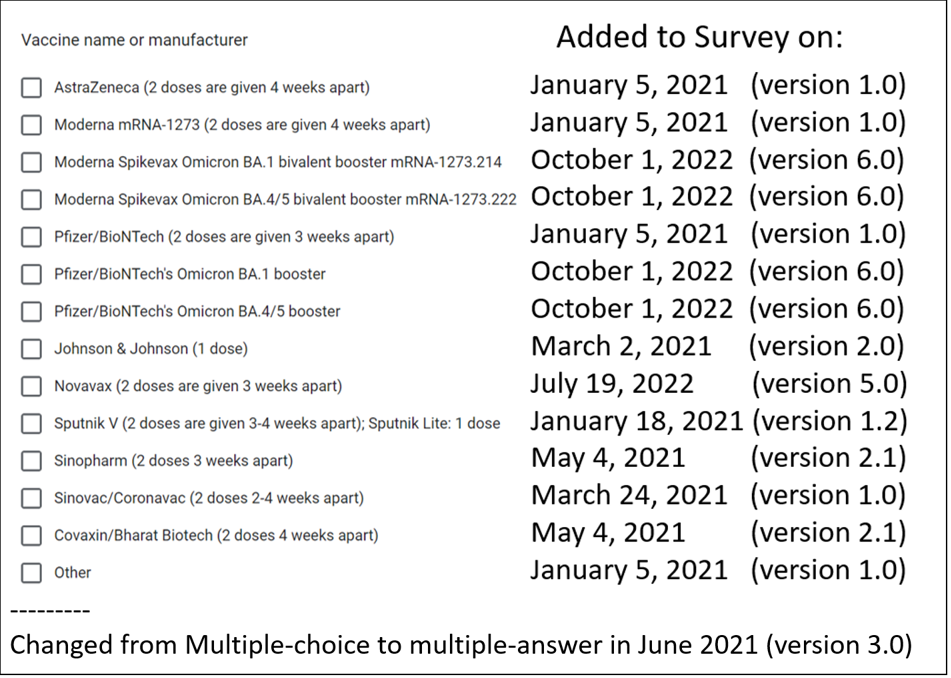 Vaccine name or manufacturer Added to Survey on:
AstraZeneca (2 doses are given 4 weeks apart) January 5, 2021 (version 1.0)
Moderna mRNA-1273 (2 doses are given 4 weeks apart) January 5, 2021 (version 1.0)
Moderna Spikevax Omicron BA.1 bivalent booster mRNA-1273.214 October 1, 2022 (version 6.0)
Moderna Spikevax Omicron BA.4/5 bivalent booster mRNA-1273.222 October 1, 2022 (version 6.0)
Pfizer/BioNTech (2 doses are given 3 weeks apart) January 5, 2021 (version 1.0)
Pfizer/BioNTech's Omicron BA.1 booster October 1, 2022 (version 6.0)
Pfizer/BioNTech's Omicron BA.4/5 booster October 1, 2022 (version 6.0)
Johnson & Johnson (1 dose) March 2, 2021 (version 2.0)
Novavax (2 doses are given 3 weeks apart) July 19, 2022 (version 5.0)
Sputnik V (2 doses are given 3-4 weeks apart); Sputnik Lite: 1 dose January 18, 2021 (version 1.2)
Sinopharm (2 doses 3 weeks apart) May 4, 2021 (version 2.1)
Sinovac/Coronavac (2 doses 2-4 weeks apart) March 24, 2021 (version 1.0)
Covaxin/Bharat Biotech (2 doses 4 weeks apart) May 4, 2021 (version 2.1)
Other January 5, 2021 (version 1.0)
---------
Changed from Multiple-choice to multiple-answer in June 2021 (version 3.0)